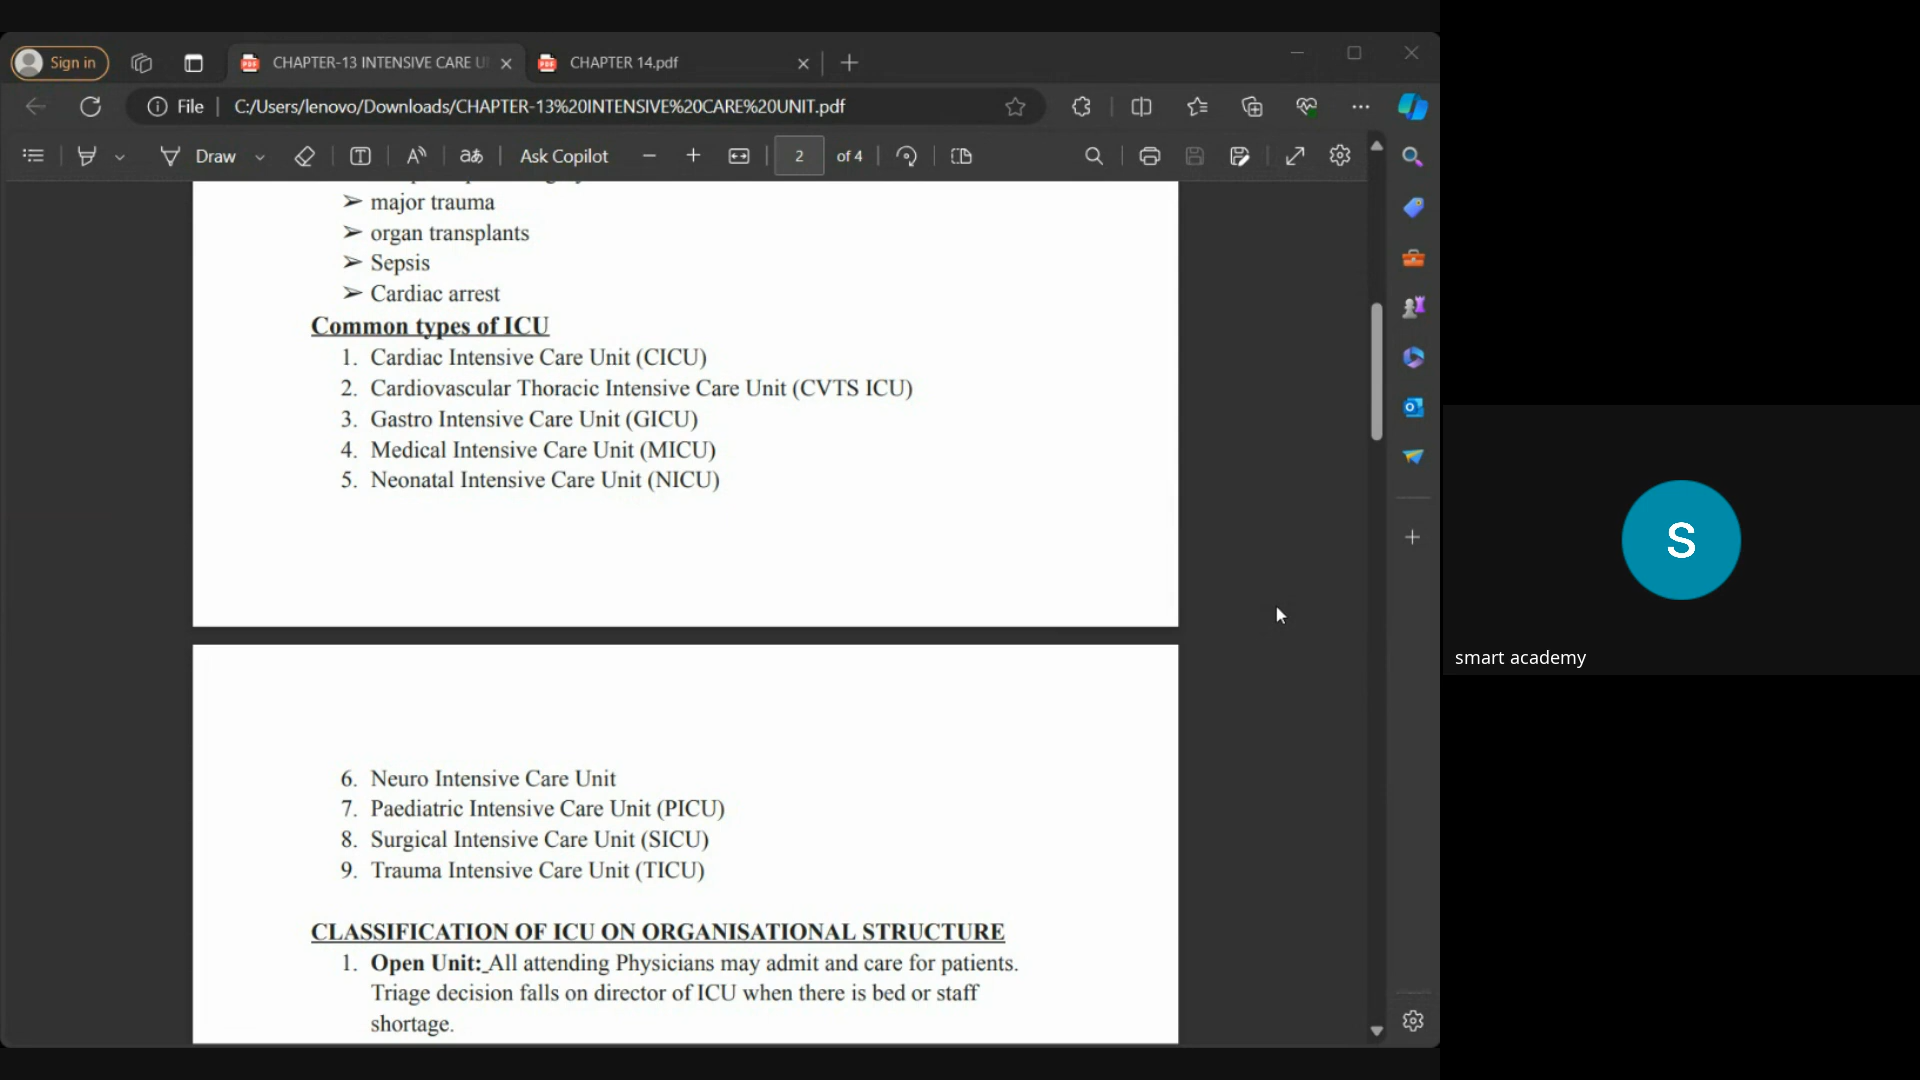 Sign in
CHAPTER-13 INTENSIVE CARE U
CHAPTER 14.pdf
File
C:/Users/lenovo/Downloads/CHAPTER-13%20INTENSIVE%20CARE%20UNIT.pdf
Draw
Ask Copilot
2
of 4
➢ major trauma
➢ organ transplants
➢ Sepsis
➢ Cardiac arrest
Common types of ICU
1. Cardiac Intensive Care Unit (CICU)
2. Cardiovascular Thoracic Intensive Care Unit (CVTS ICU)
3. Gastro Intensive Care Unit (GICU)
4. Medical Intensive Care Unit (MICU)
5. Neonatal Intensive Care Unit (NICU)
6. Neuro Intensive Care Unit
7. Paediatric Intensive Care Unit (PICU)
8. Surgical Intensive Care Unit (SICU)
9. Trauma Intensive Care Unit (TICU)
CLASSIFICATION OF ICU ON ORGANISATIONAL STRUCTURE
1. Open Unit: All attending Physicians may admit and care for patients.
Triage decision falls on director of ICU when there is bed or staff
shortage.
S
smart academy